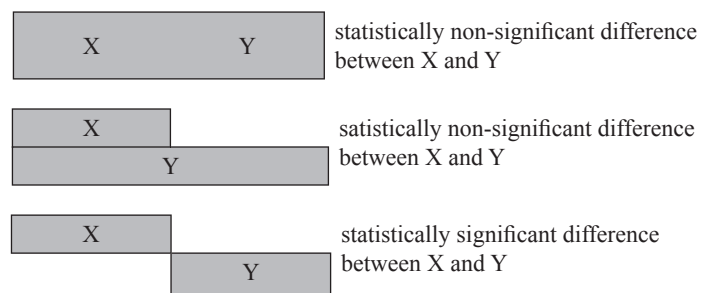 X Y
statistically non-significant difference
between X and Y
X
Y
satistically non-significant difference
between X and Y
X
Y
statistically significant difference
between X and Y